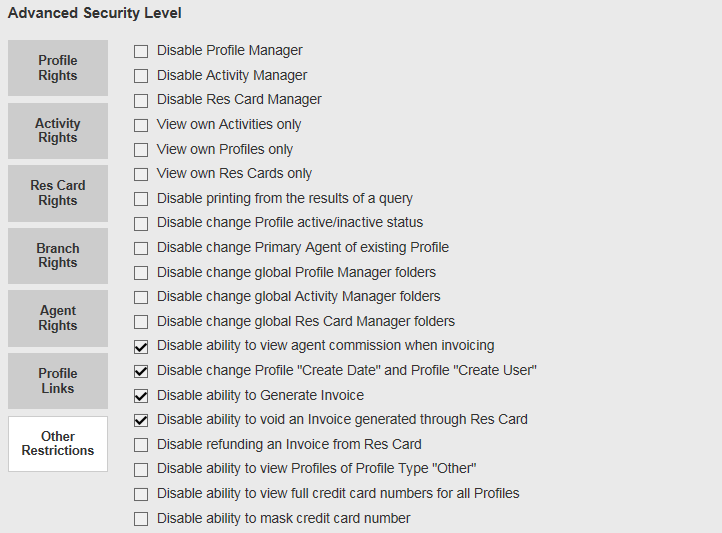 Advanced Security Level
Profile
Rights
Activity
Rights
Res Card
Rights
Branch
Rights
Agent
Rights
Profile
Links
Other
Restrictions
Disable Profile Manager
Disable Activity Manager
Disable Res Card Manager
View own Activities only
View own Profiles only
View own Res Cards only
Disable printing from the results of a query
Disable change Profile active/inactive status
Disable change Primary Agent of existing Profile
Disable change global Profile Manager folders
Disable change global Activity Manager folders
Disable change global Res Card Manager folders
Disable ability to view agent commission when invoicing
Disable change Profile "Create Date" and Profile "Create User"
Disable ability to Generate Invoice
Disable ability to void an Invoice generated through Res Card
Disable refunding an Invoice from Res Card
Disable ability to view Profiles of Profile Type "Other"
Disable ability to view full credit card numbers for all Profiles
Disable ability to mask credit card number